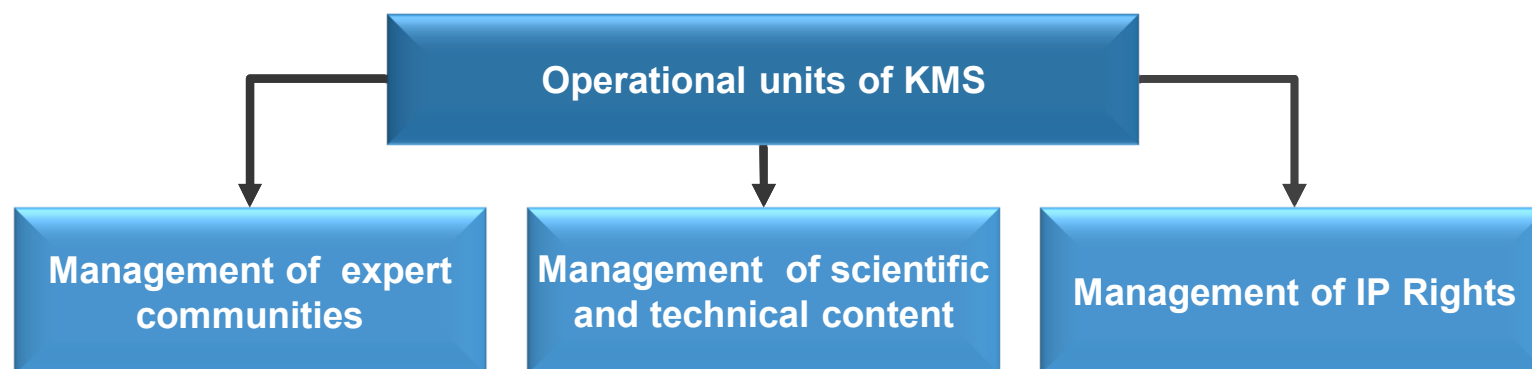 Operational units of KMS
Management of expert
communities
Management of scientific
and technical content
Management of IP Rights